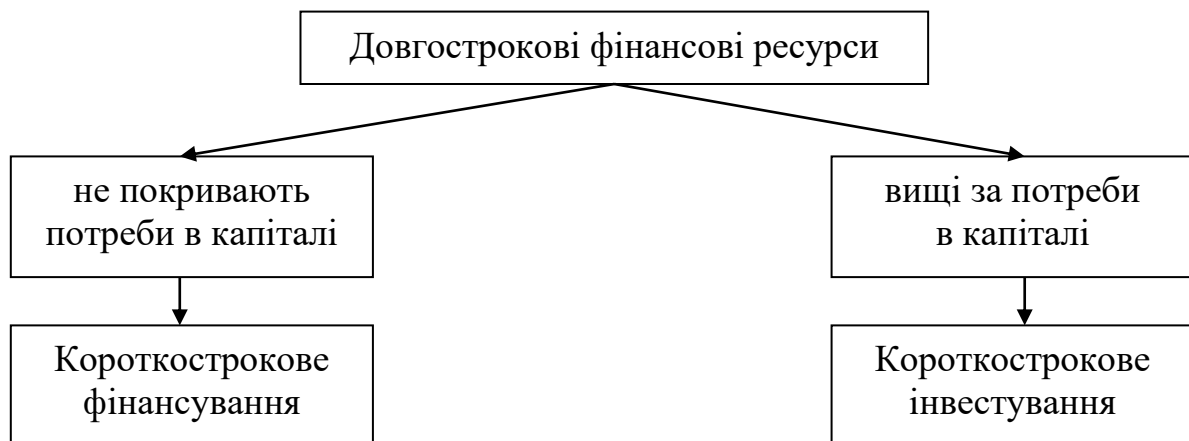 Довгострокові фінансові ресурси
не покривають
потреби в капіталі
вищі за потреби
в капіталі
Короткострокове
фінансування
Короткострокове
інвестування